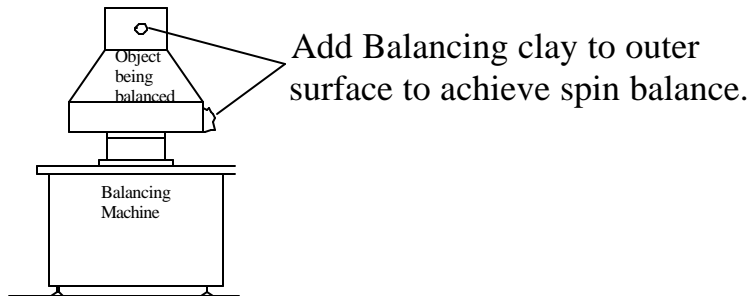 Object
being
balanced
Add Balancing clay to outer
surface to achieve spin balance.
Balancing
Machine